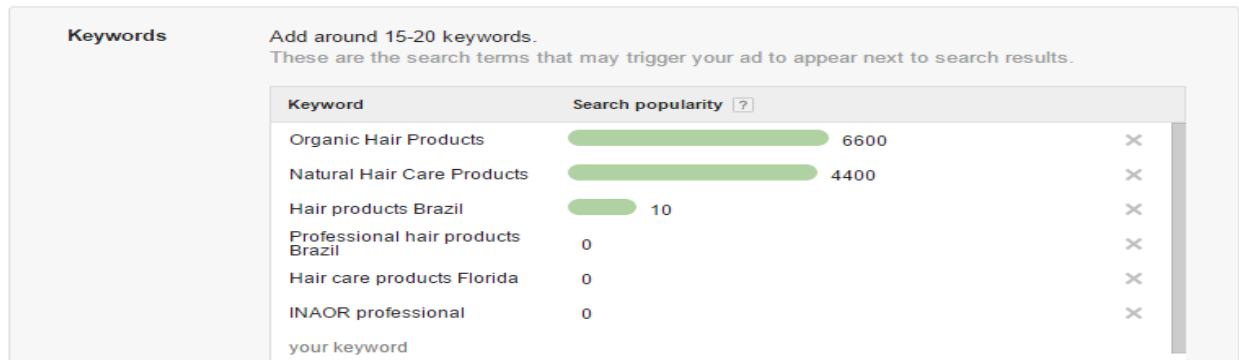 Keywords
Add around 15-20 keywords.
These are the search terms that may trigger your ad to appear next to search results.
Keyword Search popularity ?
Organic Hair Products 6600
Natural Hair Care Products 4400
Hair products Brazil 10
Professional hair products
Brazil 0
Hair care products Florida 0
INAOR professional 0
your keyword